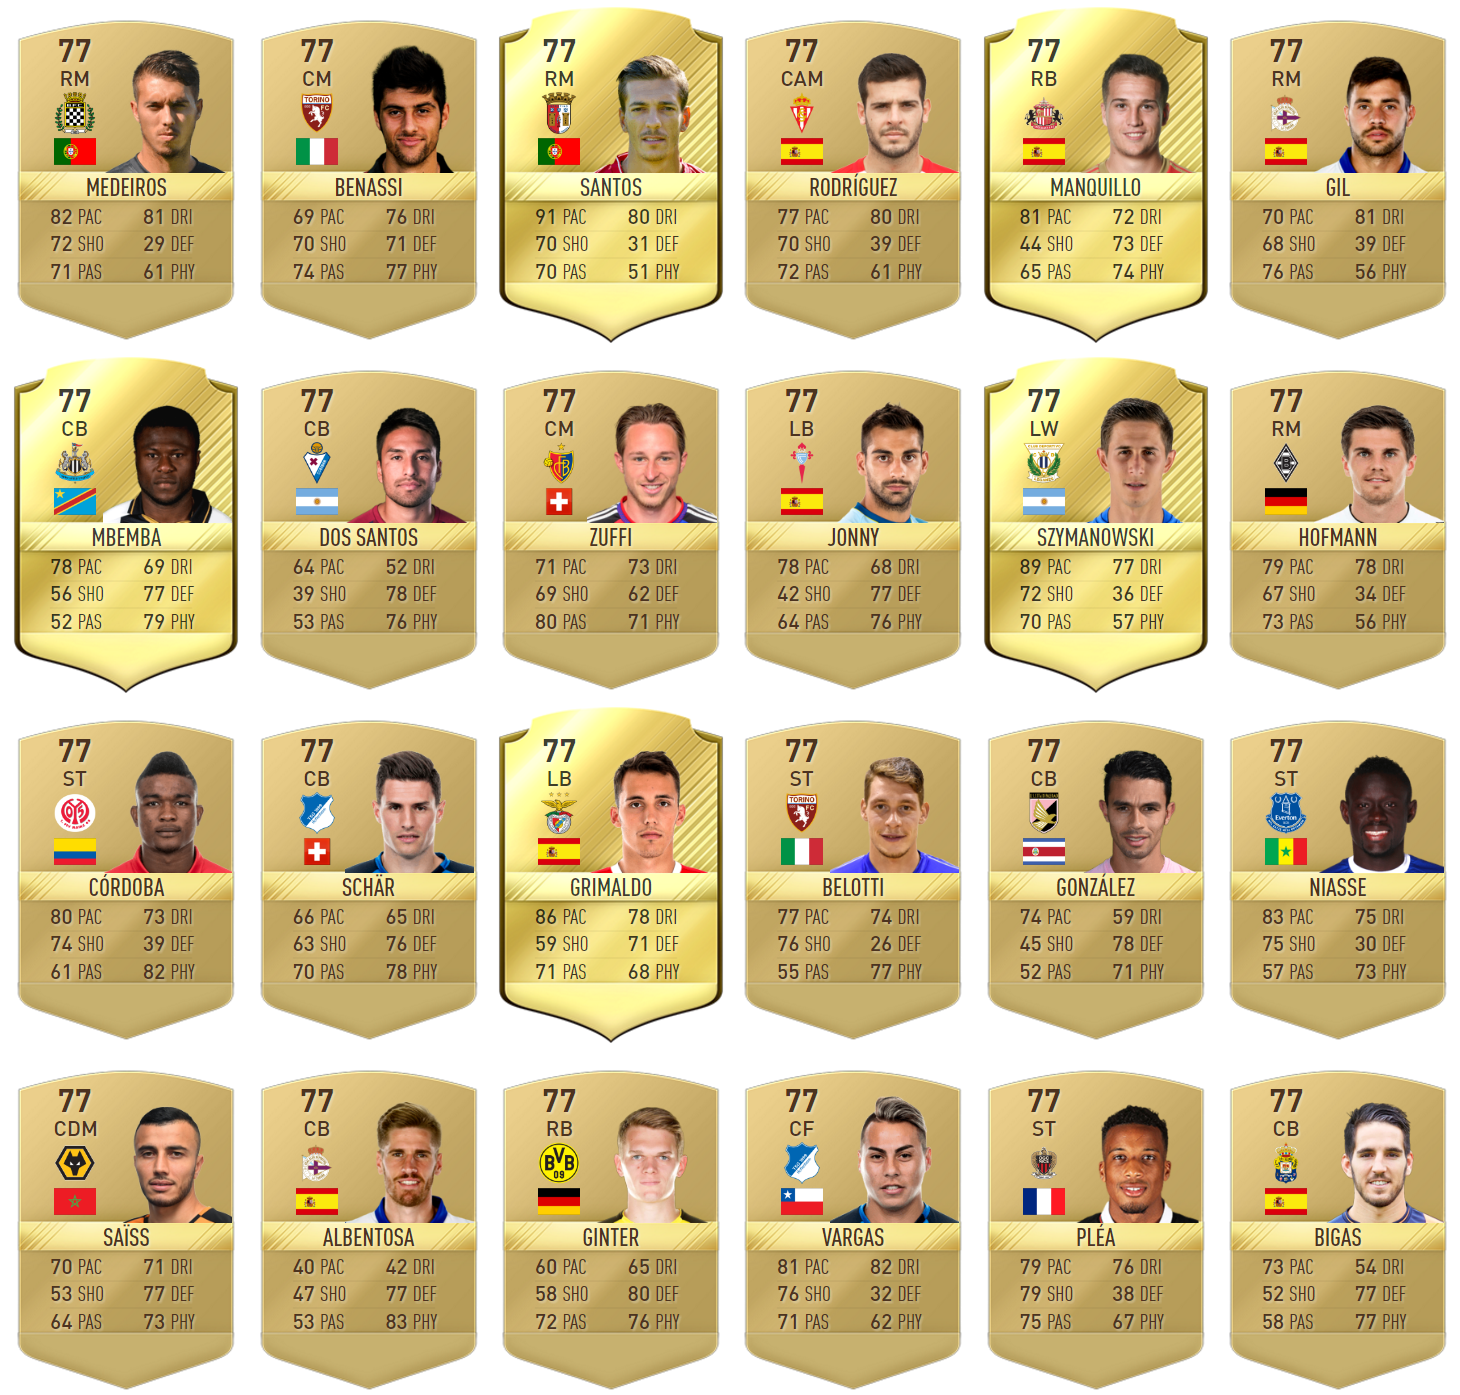 77 77 77 77 77 77
RM CM RM CAM RB RM
MEDEIROS BENASSI SANTOS RODRÍGUEZ MANQUILLO GIL
82 PAC 81 DRI 69 PAC 76 DRI 91 PAC 80 DRI 77 PAC 80 DRI 81 PAC 72 DRI 70 PAC 81 DRI
72 SHO 29 DEF 70 SHO 71 DEF 70 SHO 31 DEF 70 SHO 39 DEF 44 SHO 73 DEF 68 SHO 39 DEF
71 PAS 61 PHY 74 PAS 77 PHY 70 PAS 51 PHY 72 PAS 61 PHY 65 PAS 74 PHY 76 PAS 56 PHY
77 77 77 77 77 77
CB CB CM LB LW RM
MBEMBA DOS SANTOS ZUFFI JONNY SZYMANOWSKI HOFMANN
78 PAC 69 DRI 64 PAC 52 DRI 71 PAC 73 DRI 78 PAC 68 DRI 89 PAC 77 DRI 79 PAC 78 DRI
56 SHO 77 DEF 39 SHO 78 DEF 69 SHO 62 DEF 42 SHO 77 DEF 72 SHO 36 DEF 67 SHO 34 DEF
52 PAS 79 PHY 53 PAS 76 PHY 80 PAS 71 PHY 64 PAS 76 PHY 70 PAS 57 PHY 73 PAS 56 PHY
77 77 77 77 77 77
ST CB LB ST CB ST
TORINO FC Everton
CÓRDOBA SCHÄR GRIMALDO BELOTTI GONZÁLEZ NIASSE
80 PAC 73 DRI 66 PAC 65 DRI 86 PAC 78 DRI 77 PAC 74 DRI 74 PAC 59 DRI 83 PAC 75 DRI
74 SHO 39 DEF 63 SHO 76 DEF 59 SHO 71 DEF 76 SHO 26 DEF 45 SHO 78 DEF 75 SHO 30 DEF
61 PAS 82 PHY 70 PAS 78 PHY 71 PAS 68 PHY 55 PAS 77 PHY 52 PAS 71 PHY 57 PAS 73 PHY
77 77 77 77 77 77
CDM CB RB CF ST CB
BVB 09
SAÏSS ALBENTOSA GINTER VARGAS PLÉA BIGAS
70 PAC 71 DRI 40 PAC 42 DRI 60 PAC 65 DRI 81 PAC 82 DRI 79 PAC 76 DRI 73 PAC 54 DRI
53 SHO 77 DEF 47 SHO 77 DEF 58 SHO 80 DEF 76 SHO 32 DEF 79 SHO 38 DEF 52 SHO 77 DEF
64 PAS 73 PHY 53 PAS 83 PHY 72 PAS 76 PHY 71 PAS 62 PHY 75 PAS 67 PHY 58 PAS 77 PHY